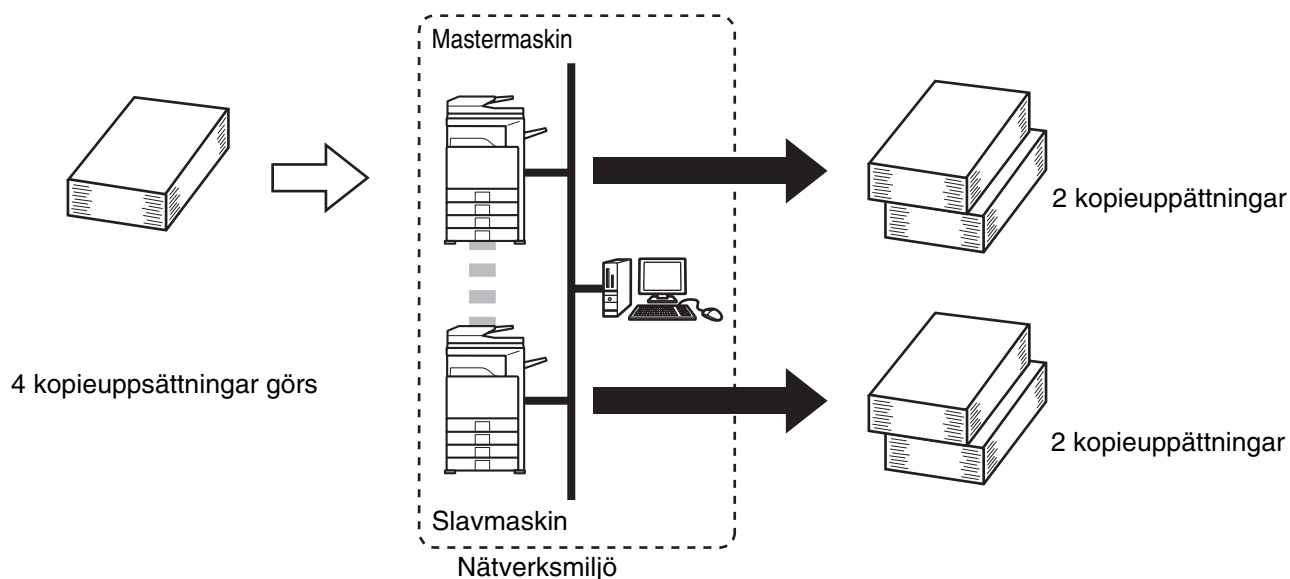 Mastermaskin
2 kopieuppättningar
4 kopieuppsättningar görs
2 kopieuppättningar
Slavmaskin
Nätverksmiljö